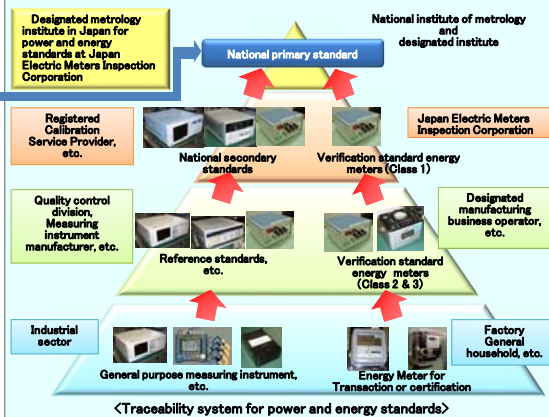 Designated metrology
institute in Japan for
power and energy
standards at Japan
Electric Meters Inspection
Corporation
National institute of metrology
and
designated institute
National primary standard
Registered
Calibration
Service Provider,
etc.
National secondary
standards
Verification standard energy
meters (Class 1)
Japan Electric Meters
Inspection Corporation
Quality control
division,
Measuring
instrument
manufacturer, etc.
Reference standards,
etc.
Verification standard
energy meters
(Class 2 & 3)
Designated
manufacturing
business operator,
etc.
Industrial
sector
General purpose measuring instrument,
etc.
Energy Meter for
Transaction or certification
Factory
General
household, etc.
<Traceability system for power and energy standards>